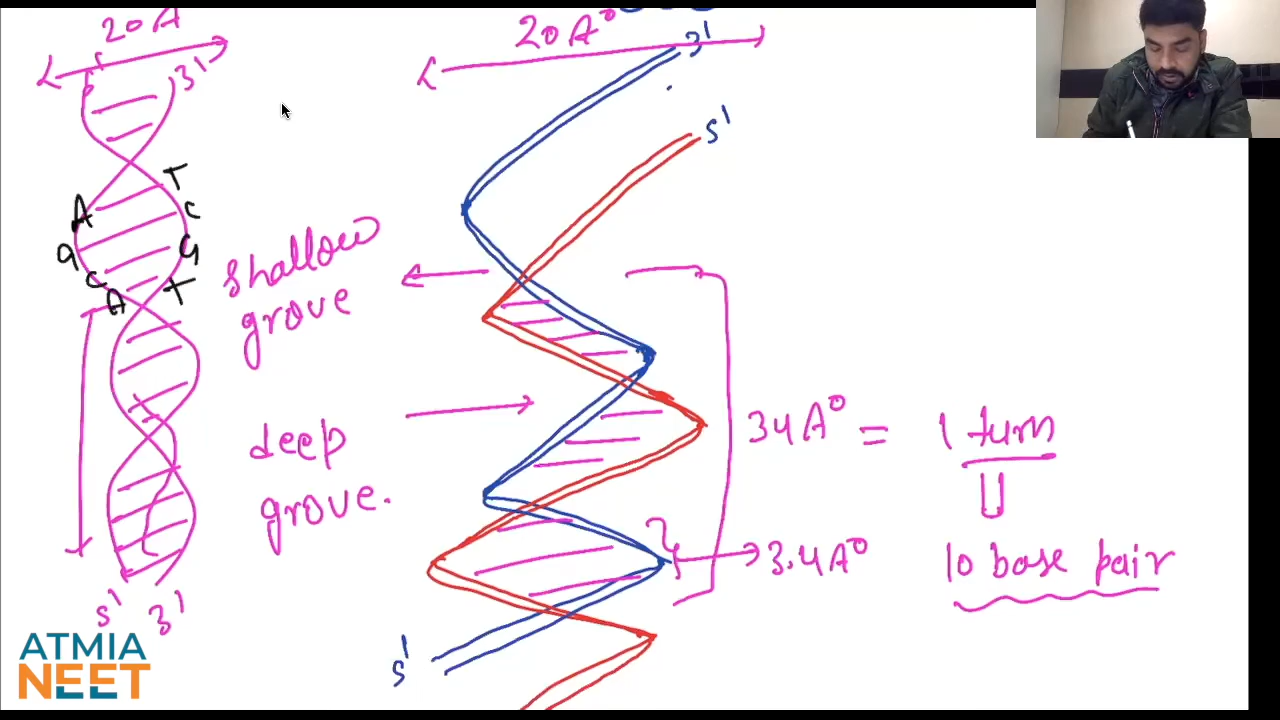 20A
20A°
5'
3'
3'
5'
T
A
C
G
G
C
A
T
shallow
grove
34A° = 1 turn
deep
grove.
3.4A°
10 base pair
5'
3'
5'
ATMIA
NEET